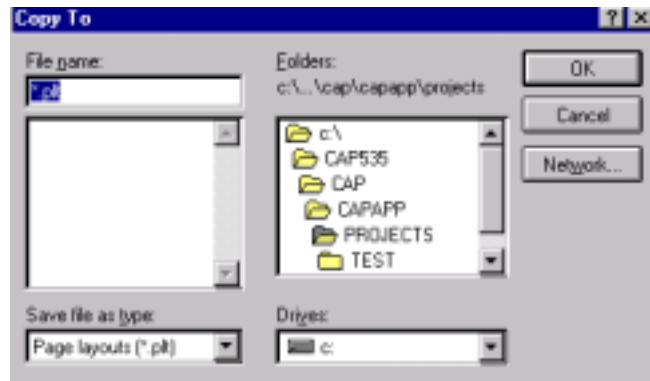 Copy To
File name:
*.plt
Folders:
c:\...\cap\capapp\projects
c:\
CAP535
CAP
CAPAPP
PROJECTS
TEST
OK
Cancel
Network...
Save file as type:
Page layouts (*.plt)
Drives:
c: